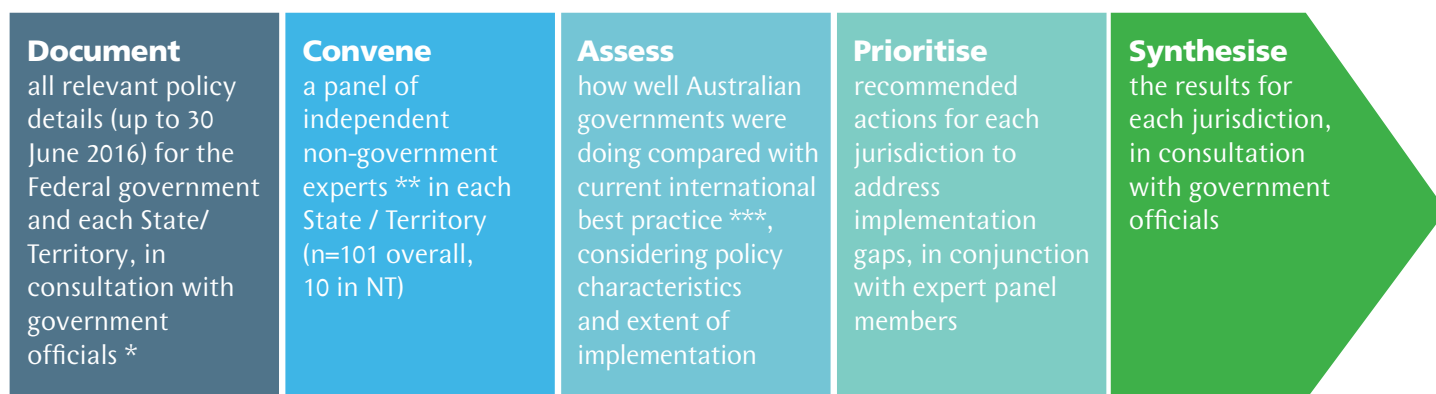 Document
all relevant policy
details (up to 30
June 2016) for the
Federal government
and each State/
Territory, in
consultation with
government
officials *
Convene
a panel of
independent
non-government
experts ** in each
State / Territory
(n=101 overall,
10 in NT)
Assess
how well Australian
governments were
doing compared with
current international
best practice ***,
considering policy
characteristics
and extent of
implementation
Prioritise
recommended
actions for each
jurisdiction to
address
implementation
gaps, in conjunction
with expert panel
members
Synthesise
the results for
each jurisdiction,
in consultation
with government
officials